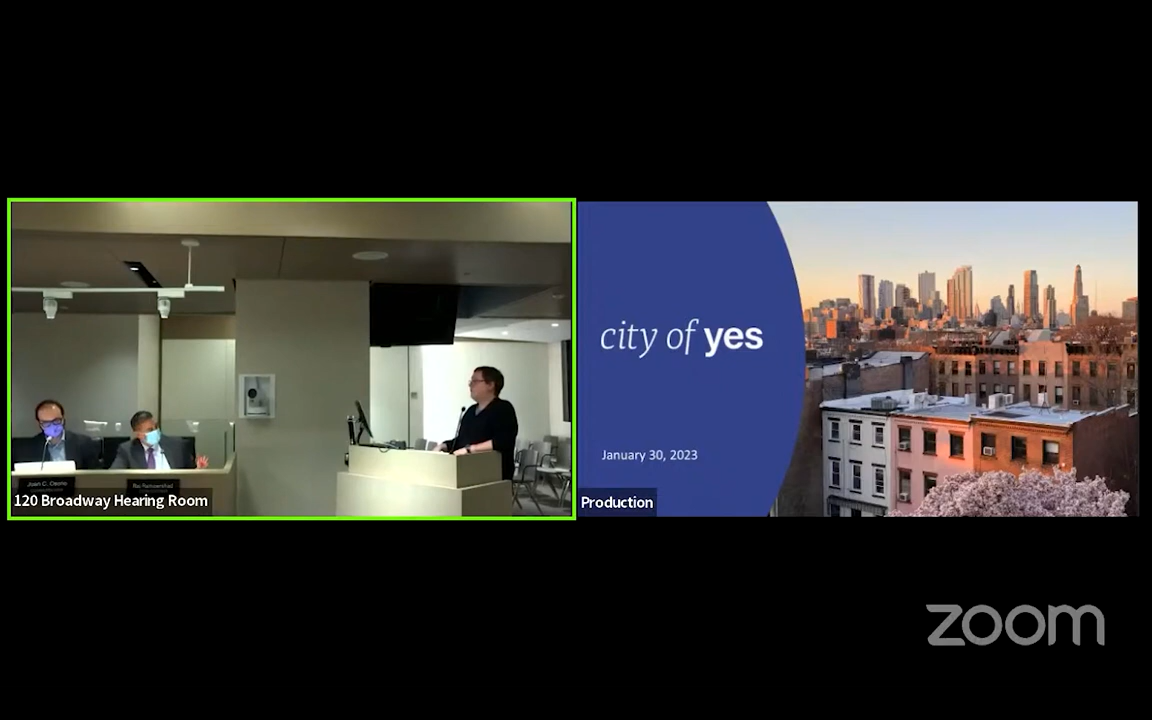 120 Broadway Hearing Room
city of yes
January 30, 2023
Production
zoom